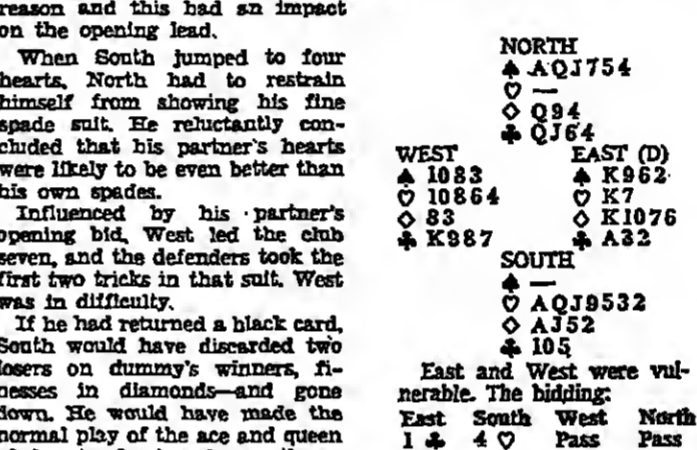 reason and this had an impact
on the opening lead.
When South jumped to four
hearts, North had to restrain
himself from showing his fine
spade suit. He reluctantly con-
cluded that his partner's hearts
were likely to be even better than
his own spades.
Influenced by his partner's
opening bid, West led the club
seven, and the defenders took the
first two tricks in that suit. West
was in difficulty.
If he had returned a black card,
South would have discarded two
losers on dummy's winners, fi-
nesses in diamonds—and gone
down. He would have made the
normal play of the ace and queen
NORTH
♠ AQJ754
♡ —
♢ Q94
♣ QJ64
WEST EAST (D)
♠ 1083 ♠ K962
♡ 10864 ♡ K7
♢ 83 ♢ K1076
♣ K987 ♣ A32
SOUTH
♠ —
♡ AQJ9532
♢ AJ52
♣ 105
East and West were vul-
nerable. The bidding:
East South West North
1 ♣ 4 ♡ Pass Pass